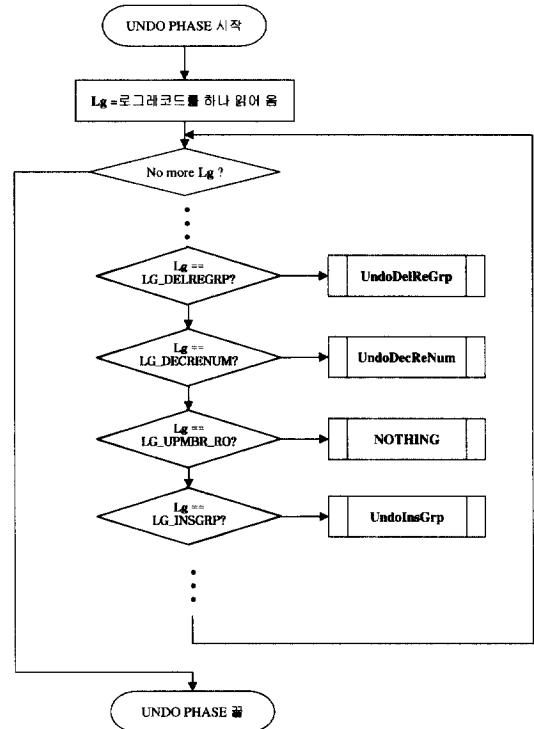 UNDO PHASE 시작
Lg =로그레코드를 하나 읽어 옴
No more Lg ?
Lg ==
LG_DELREGRP?
UndoDelReGrp
Lg ==
LG_DECRENUM?
UndoDecReNum
Lg ==
LG_UPMBR_RO?
NOTHING
Lg ==
LG_INSGRP?
UndoInsGrp
UNDO PHASE 끝